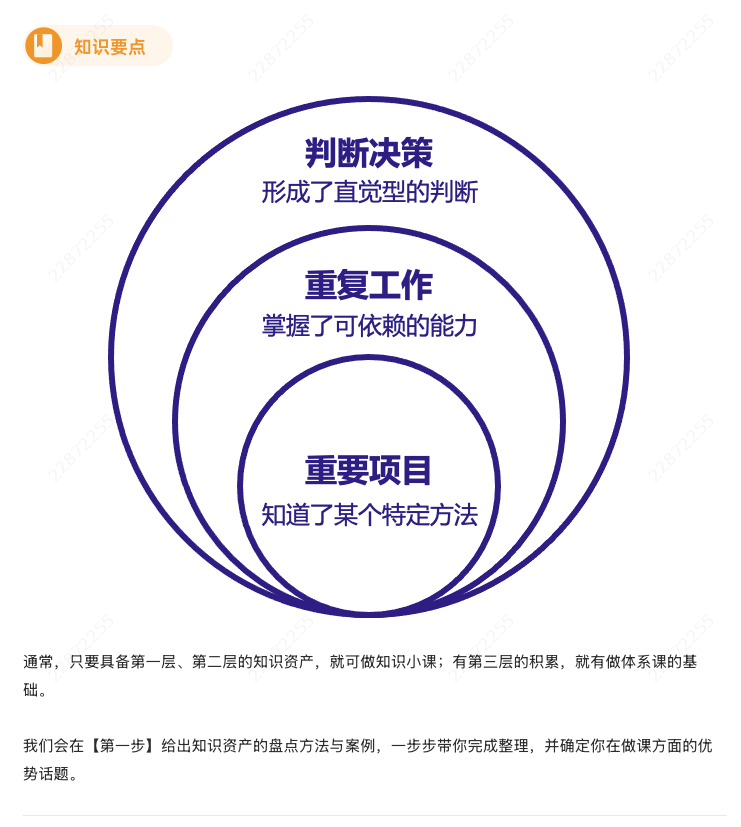 知识要点
判断决策
形成了直觉型的判断
重复工作
掌握了可依赖的能力
重要项目
知道了某个特定方法
通常，只要具备第一层、第二层的知识资产，就可做知识小课；有第三层的积累，就有做体系课的基
础。
我们会在【第一步】给出知识资产的盘点方法与案例，一步步带你完成整理，并确定你在做课方面的优
势话题。
22872255